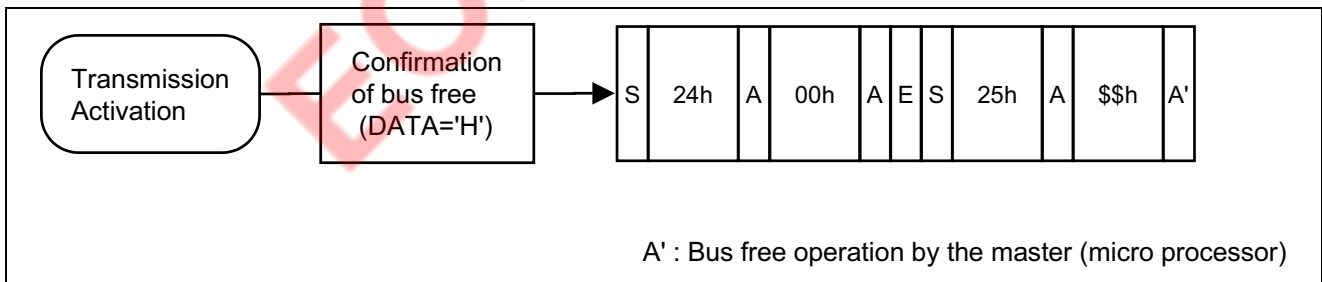 Transmission
Activation
Confirmation
of bus free
(DATA='H')
S 24h A 00h A E S 25h A $$h A'
A' : Bus free operation by the master (micro processor)